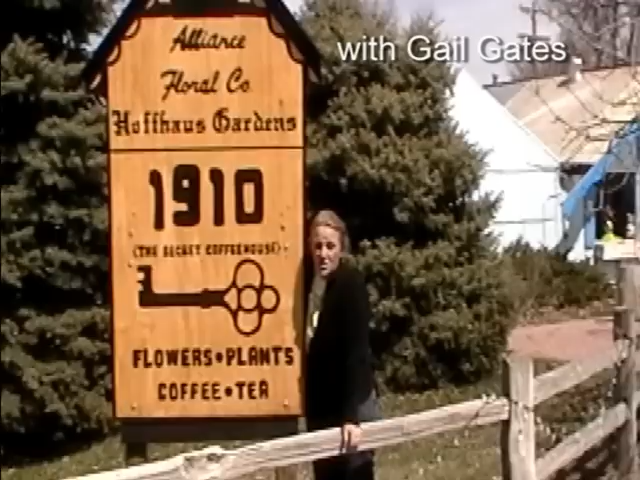 with Gail Gates
Alliance
Floral Co.
Hoffhaus Gardens
1910
(THE SECRET COFFEEHOUSE)
FLOWERS•PLANTS
COFFEE•TEA